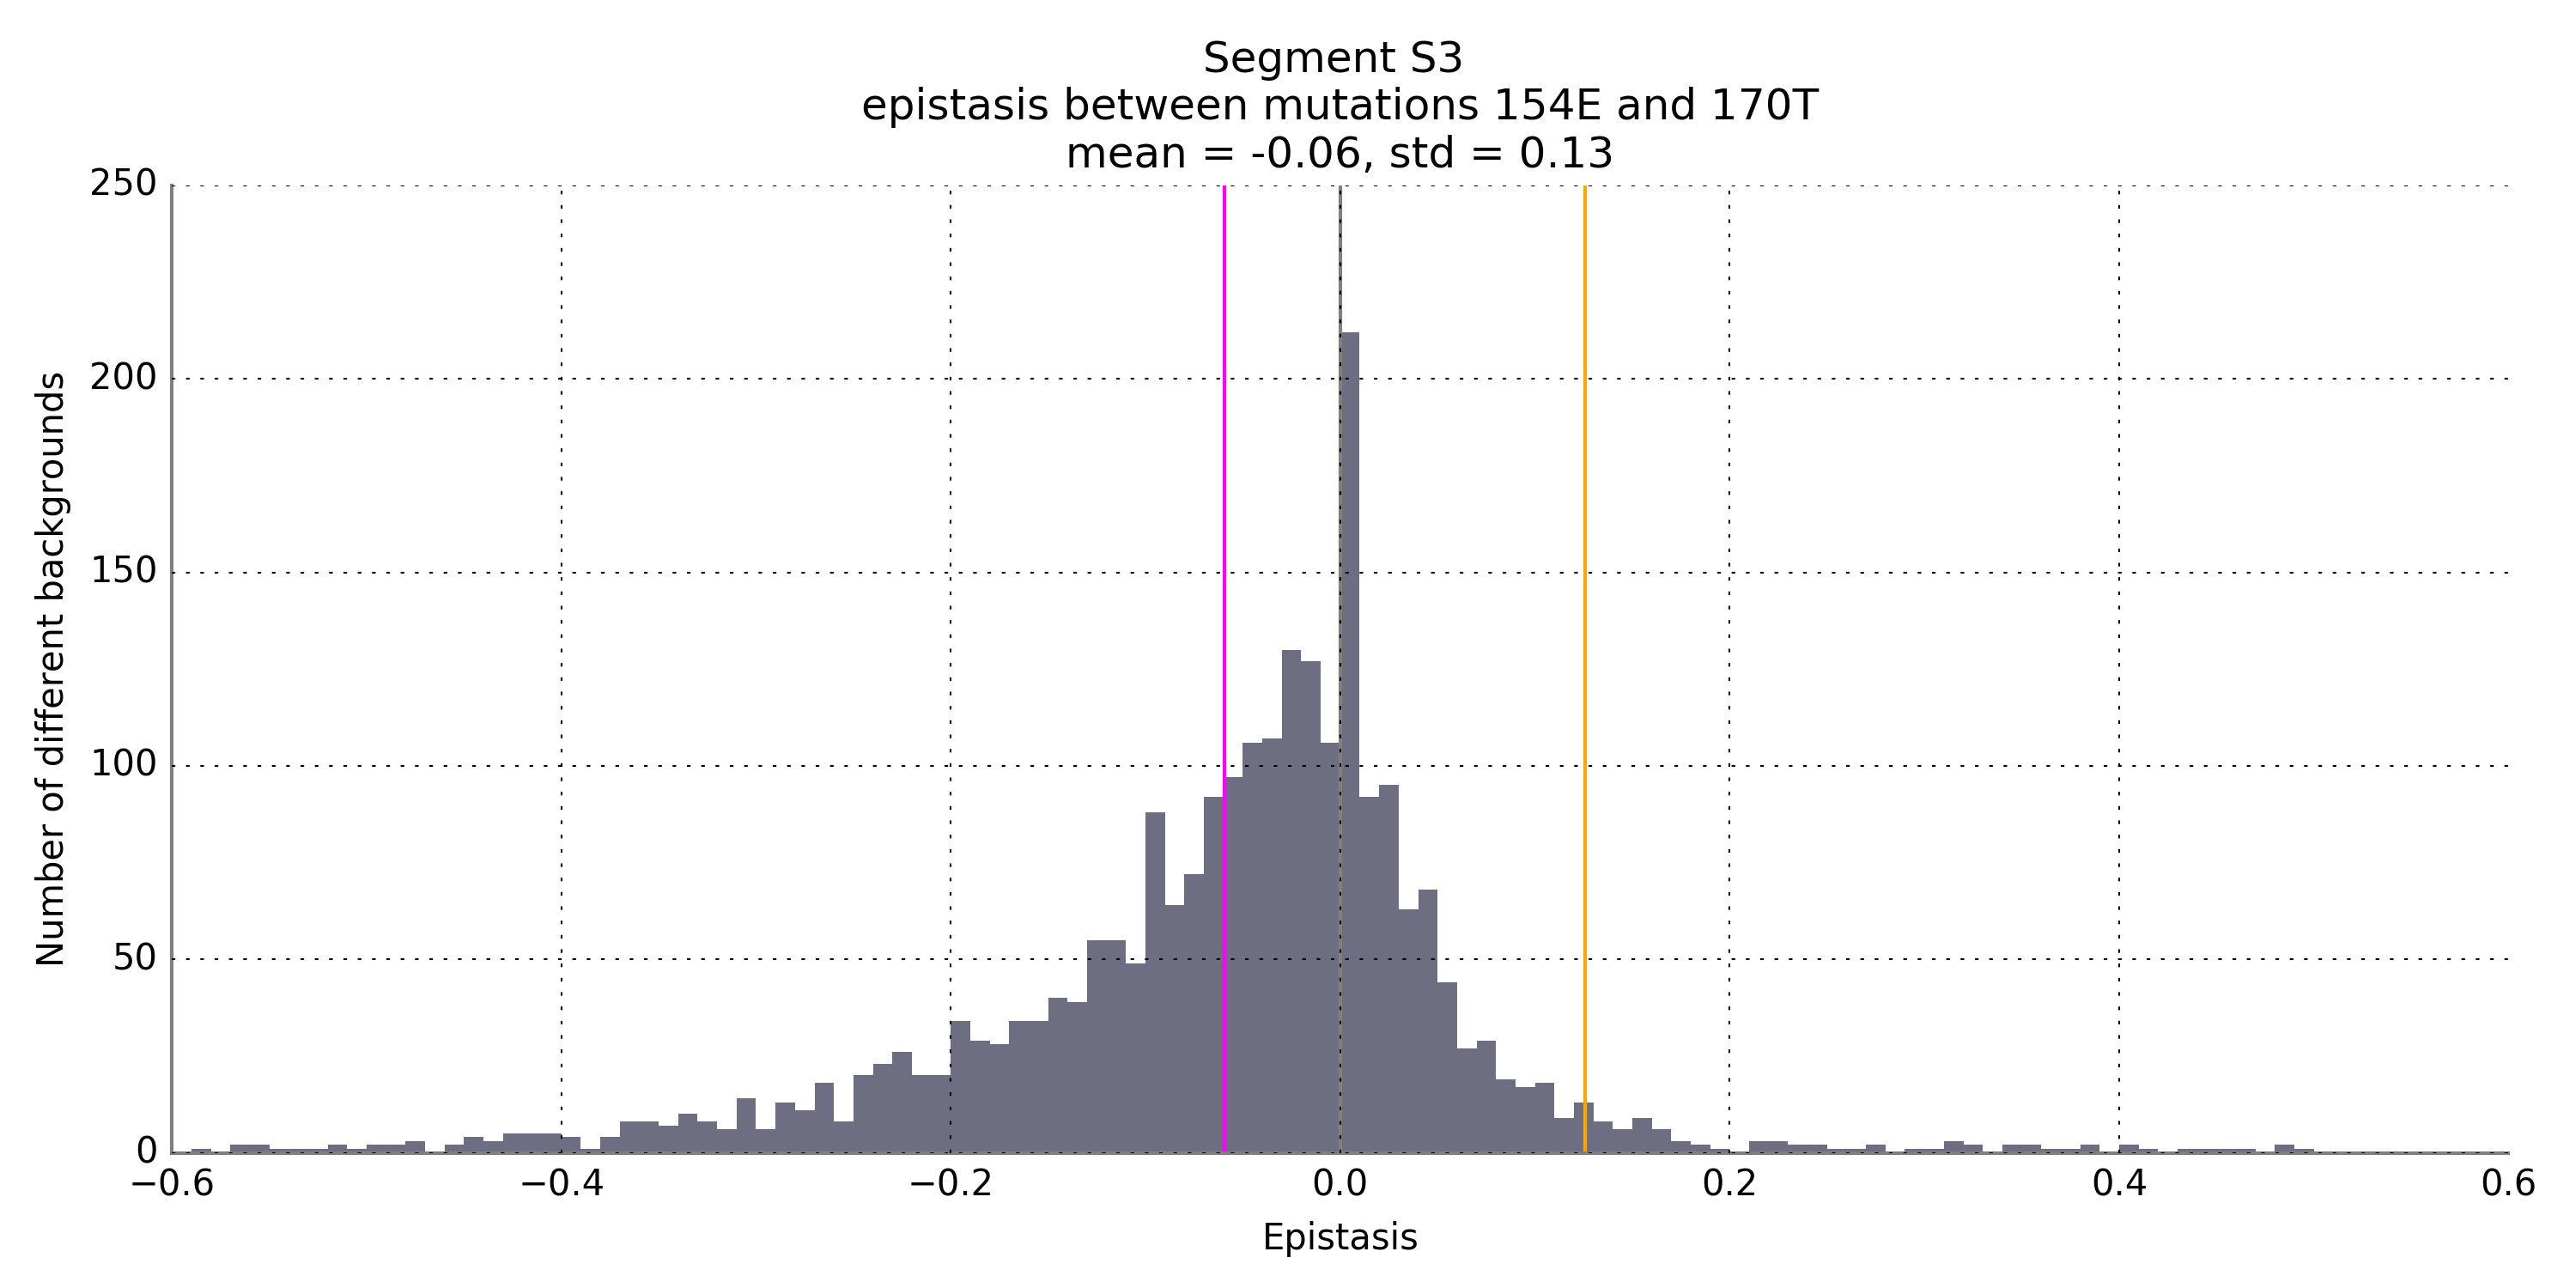 Segment S3
epistasis between mutations 154E and 170T
mean = -0.06, std = 0.13
Number of different backgrounds
250
200
150
100
50
0
−0.6 −0.4 −0.2 0.0 0.2 0.4 0.6
Epistasis